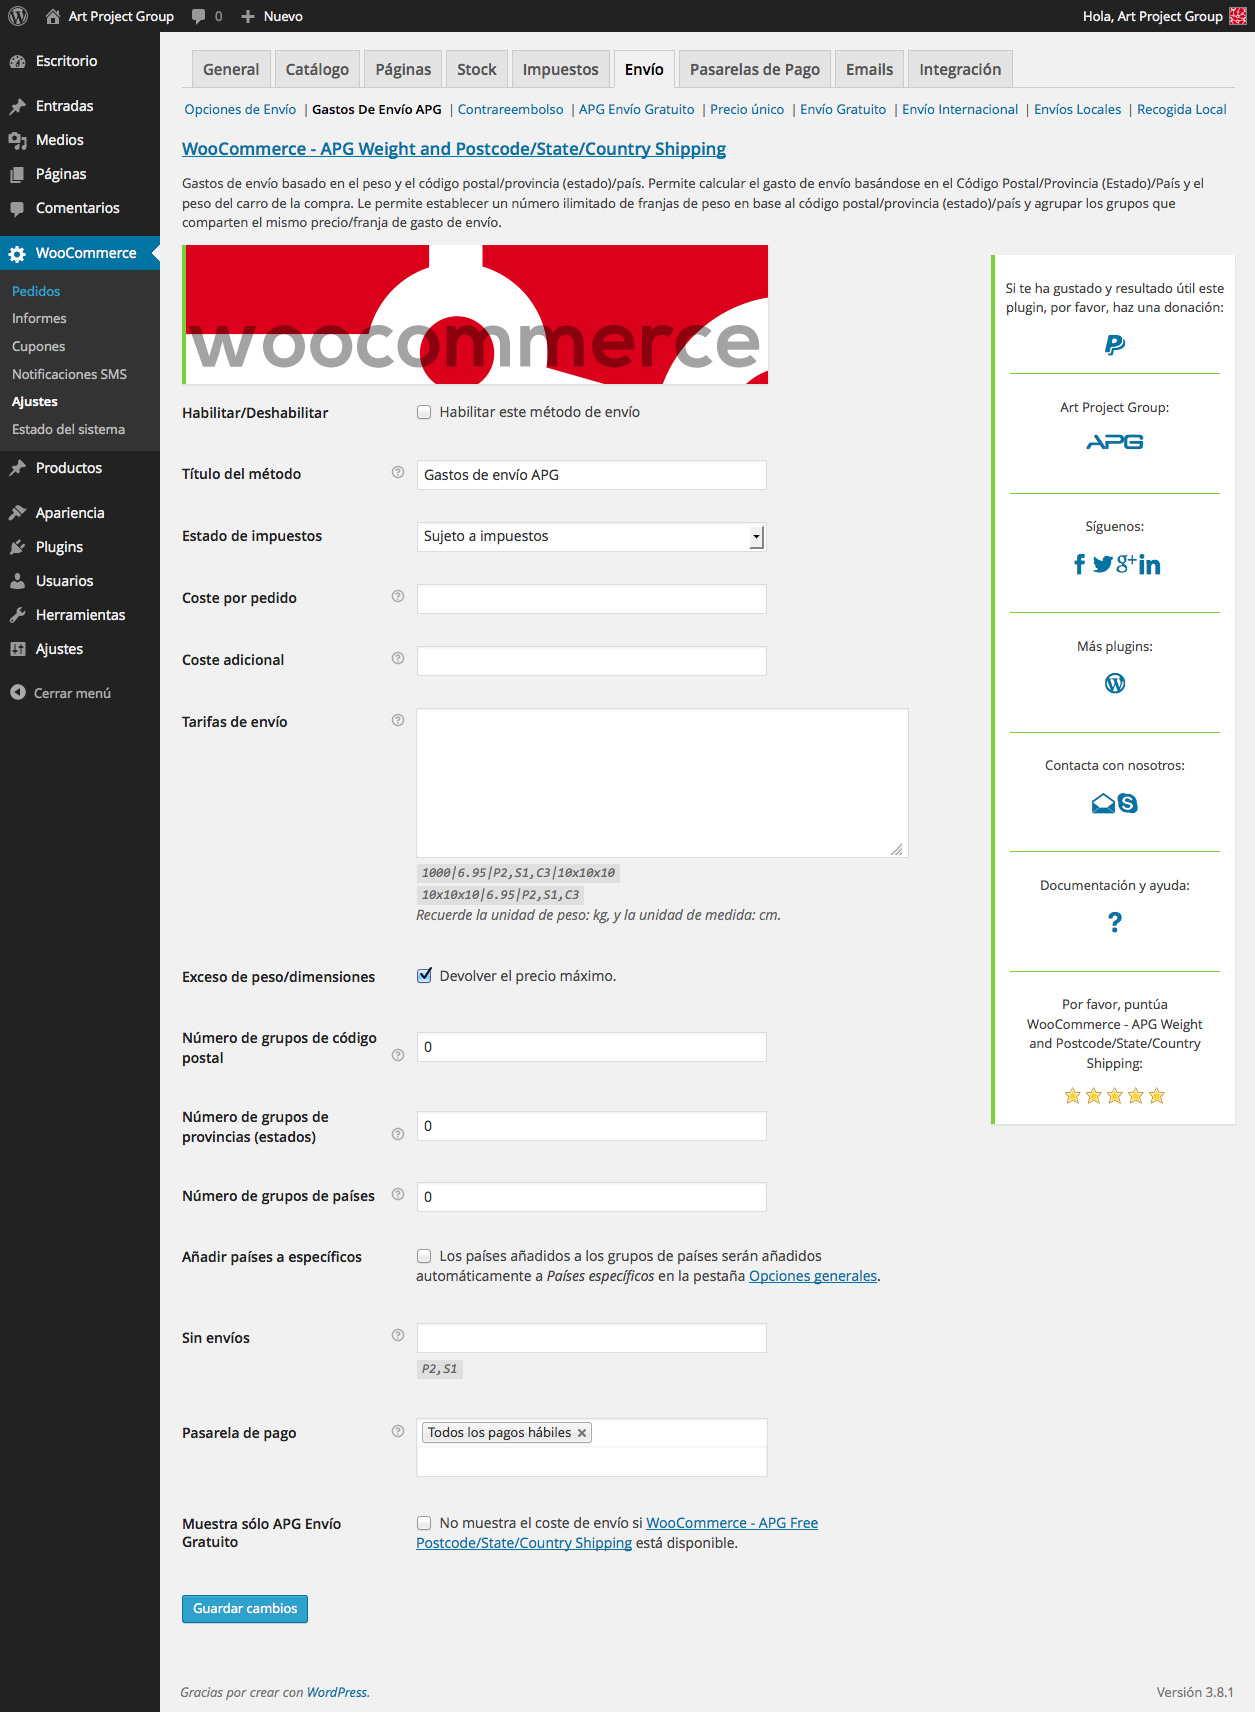 Art Project Group
0
Nuevo
Hola, Art Project Group
Escritorio
Entradas
Medios
Páginas
Comentarios
WooCommerce
Pedidos
Informes
Cupones
Notificaciones SMS
Ajustes
Estado del sistema
Productos
Apariencia
Plugins
Usuarios
Herramientas
Ajustes
Cerrar menú
General
Catálogo
Páginas
Stock
Impuestos
Envío
Pasarelas de Pago
Emails
Integración
Opciones de Envío | Gastos De Envío APG | Contrareembolso | APG Envío Gratuito | Precio único | Envío Gratuito | Envío Internacional | Envíos Locales | Recogida Local
WooCommerce - APG Weight and Postcode/State/Country Shipping
Gastos de envío basado en el peso y el código postal/provincia (estado)/país. Permite calcular el gasto de envío basándose en el Código Postal/Provincia (Estado)/País y el
peso del carro de la compra. Le permite establecer un número ilimitado de franjas de peso en base al código postal/provincia (estado)/país y agrupar los grupos que
comparten el mismo precio/franja de gasto de envío.
woocommerce
Habilitar/Deshabilitar
Habilitar este método de envío
Título del método
Gastos de envío APG
Estado de impuestos
Sujeto a impuestos
Coste por pedido
Coste adicional
Tarifas de envío
1000|6.95|P2,S1,C3|10x10x10
10x10x10|6.95|P2,S1,C3
Recuerde la unidad de peso: kg, y la unidad de medida: cm.
Exceso de peso/dimensiones
Devolver el precio máximo.
Número de grupos de código
postal
0
Número de grupos de
provincias (estados)
0
Número de grupos de países
0
Añadir países a específicos
Los países añadidos a los grupos de países serán añadidos
automáticamente a Países específicos en la pestaña Opciones generales.
Sin envíos
P2,S1
Pasarela de pago
Todos los pagos hábiles ×
Muestra sólo APG Envío
Gratuito
No muestra el coste de envío si WooCommerce - APG Free
Postcode/State/Country Shipping está disponible.
Guardar cambios
Si te ha gustado y resultado útil este
plugin, por favor, haz una donación:
Art Project Group:
APG
Síguenos:
Más plugins:
Contacta con nosotros:
Documentación y ayuda:
?
Por favor, puntúa
WooCommerce - APG Weight
and Postcode/State/Country
Shipping:
Gracias por crear con WordPress.
Versión 3.8.1